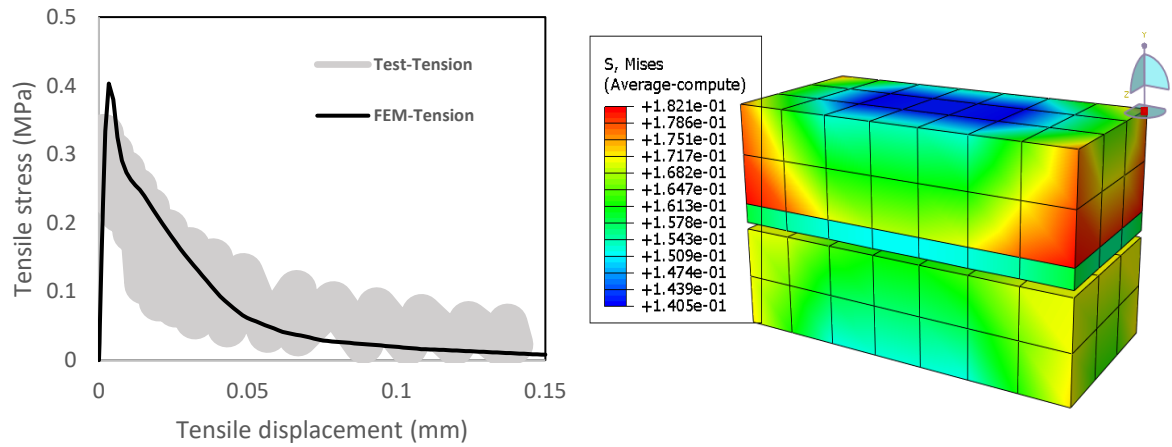 0.5
0.4
0.3
0.2
0.1
0
Tensile stress (MPa)
Test-Tension
FEM-Tension
0
0.05
0.1
0.15
Tensile displacement (mm)
S, Mises
(Average-compute)
+1.821e-01
+1.786e-01
+1.751e-01
+1.717e-01
+1.682e-01
+1.647e-01
+1.613e-01
+1.578e-01
+1.543e-01
+1.509e-01
+1.474e-01
+1.439e-01
+1.405e-01
Y
Z